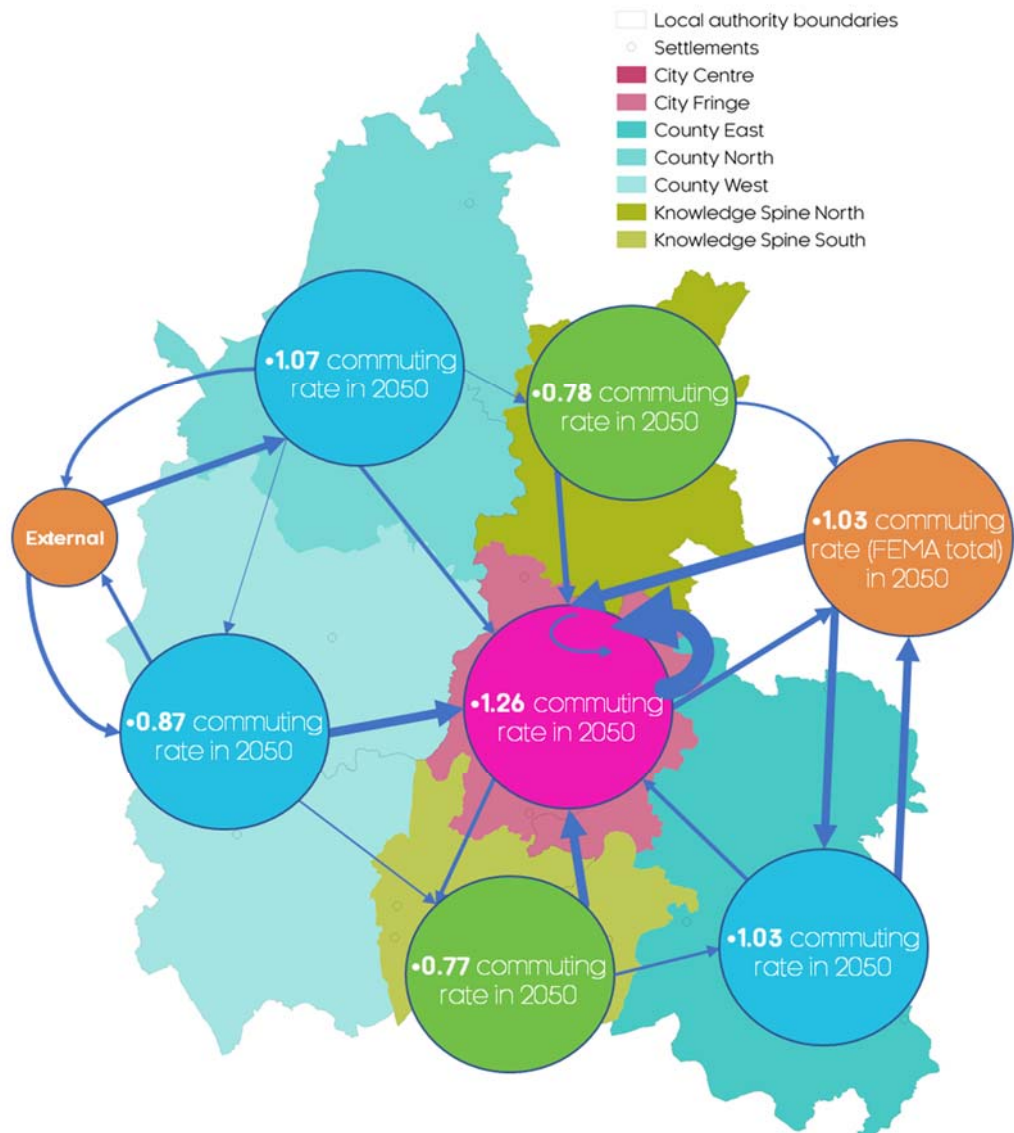 Local authority boundaries
Settlements
City Centre
City Fringe
County East
County North
County West
Knowledge Spine North
Knowledge Spine South
•1.07 commuting
rate in 2050
•0.78 commuting
rate in 2050
External
•1.03 commuting
rate (FEMA total)
in 2050
•0.87 commuting
rate in 2050
•1.26 commuting
rate in 2050
•0.77 commuting
rate in 2050
•1.03 commuting
rate in 2050